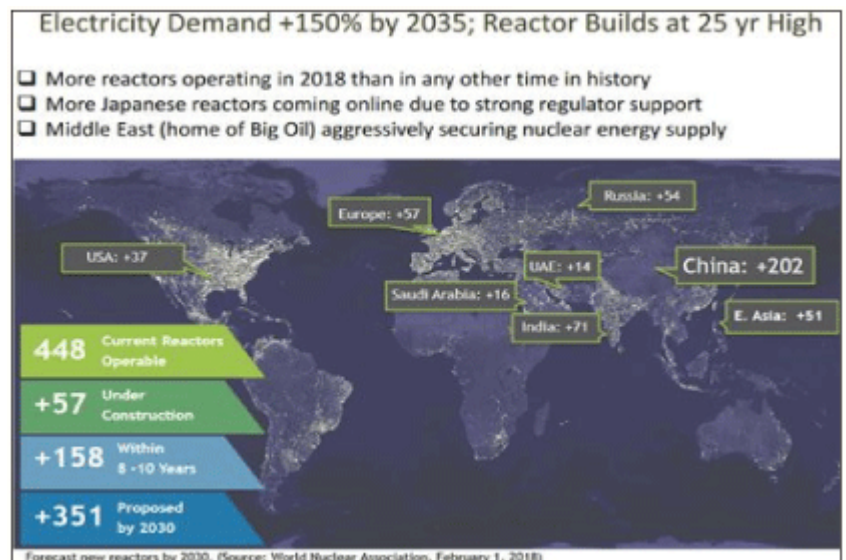 Electricity Demand +150% by 2035; Reactor Builds at 25 yr High
More reactors operating in 2018 than in any other time in history
More Japanese reactors coming online due to strong regulator support
Middle East (home of Big Oil) aggressively securing nuclear energy supply
Russia: +54
Europe: +57
USA: +37
UAE: +14
China: +202
Saudi Arabia: +16
E. Asia: +51
India: +71
448 Current Reactors
Operable
+57 Under
Construction
+158 Within
8 -10 Years
+351 Proposed
by 2030
Forecast new reactors by 2030. (Source: World Nuclear Association, February 1, 2018)